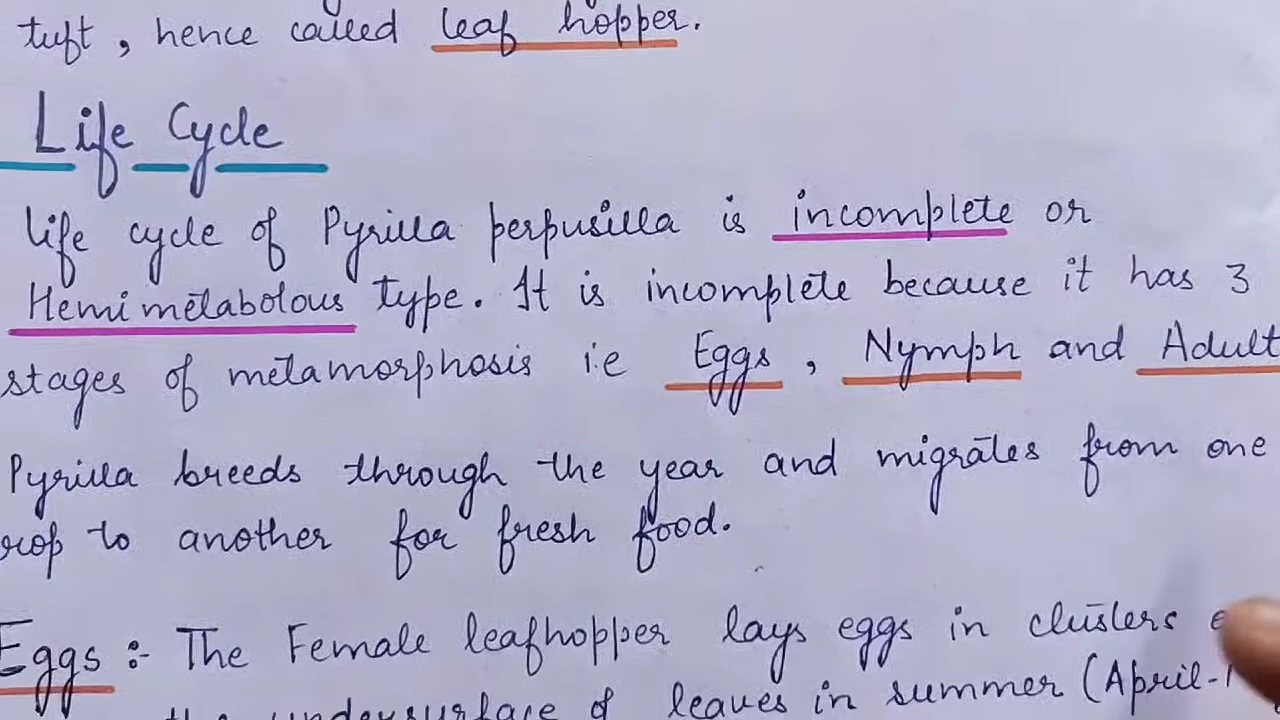 tuft, hence called leaf hopper.
Life Cycle
life cycle of Pyrilla perpusilla is incomplete or
Hemimetabolous type. It is incomplete because it has 3
stages of metamorphosis i.e Eggs, Nymph and Adult
Pyrilla breeds through the year and migrates from one
rop to another for fresh food.
Eggs :- The Female leafhopper lays eggs in clusters
the undersurface of leaves in summer (April-